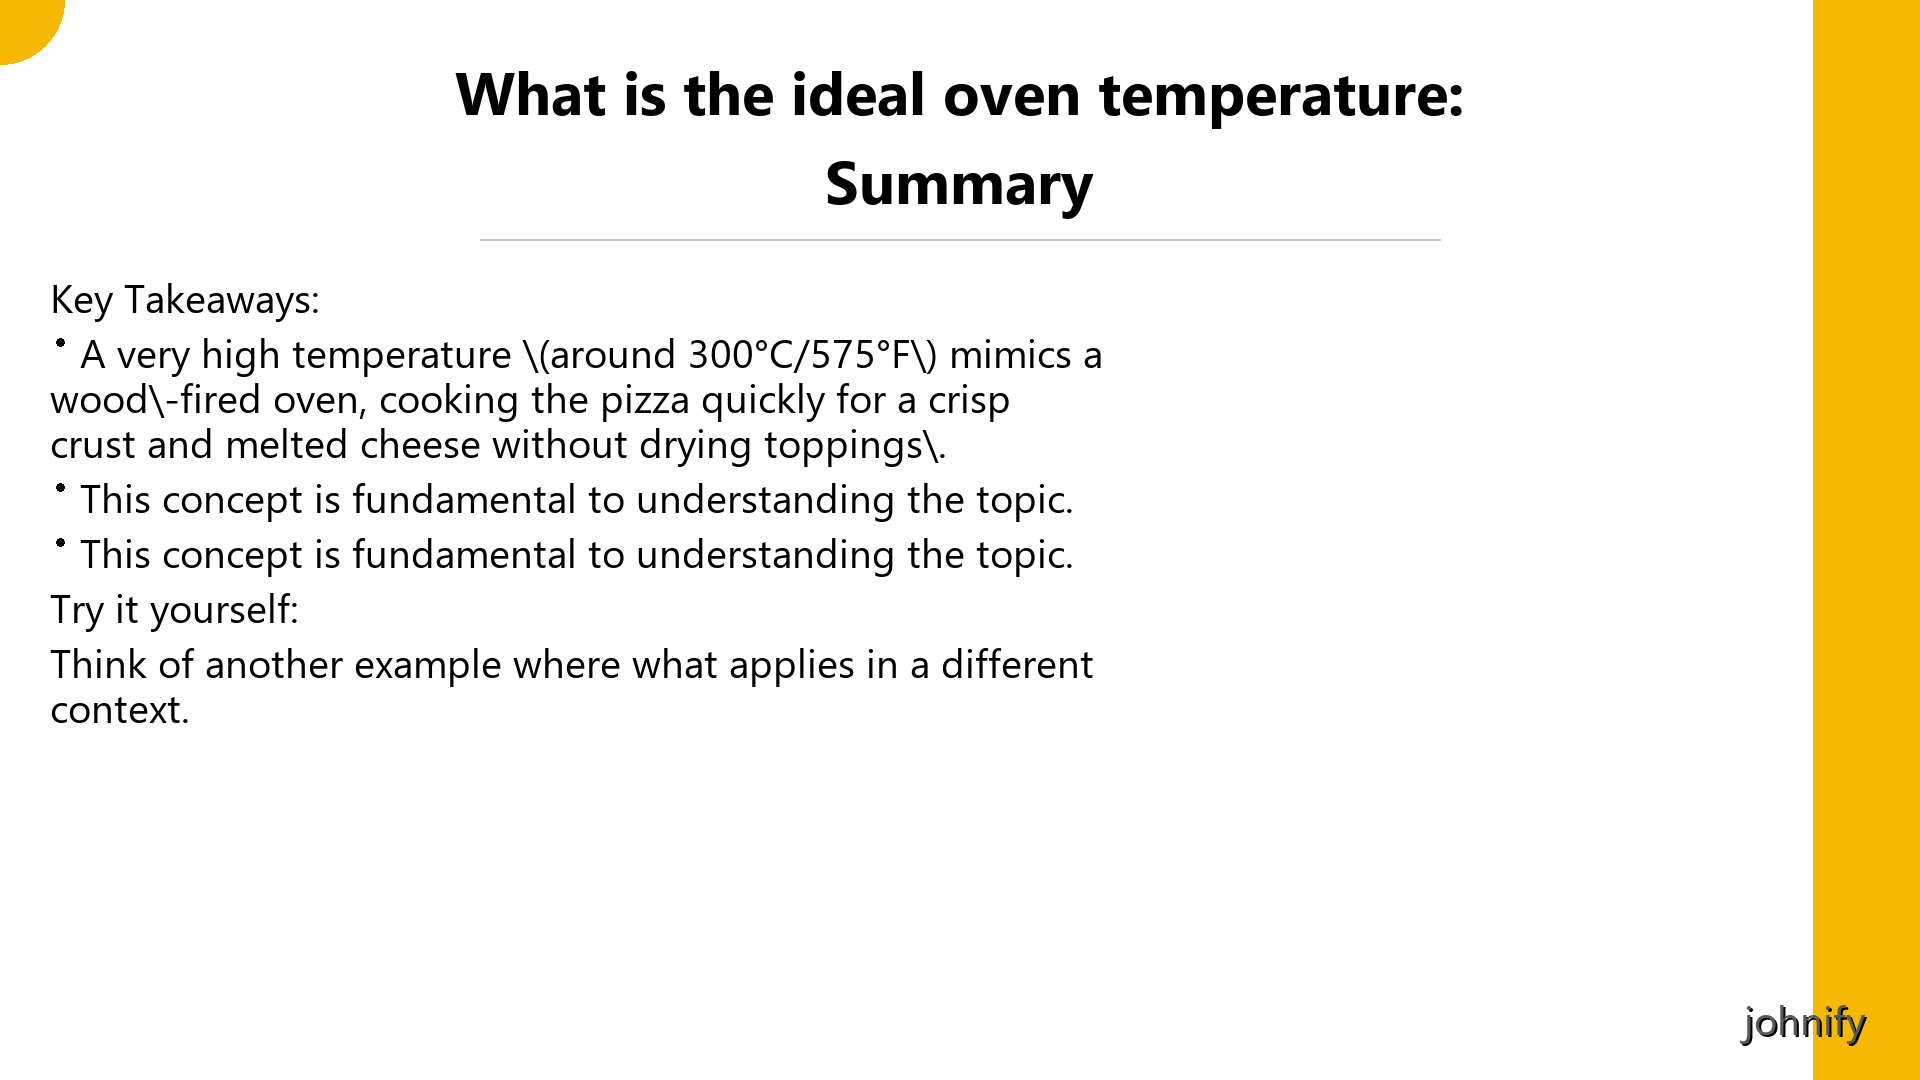 What is the ideal oven temperature:
Summary
Key Takeaways:
• A very high temperature \(around 300°C/575°F\) mimics a
wood\-fired oven, cooking the pizza quickly for a crisp
crust and melted cheese without drying toppings\.
• This concept is fundamental to understanding the topic.
• This concept is fundamental to understanding the topic.
Try it yourself:
Think of another example where what applies in a different
context.
johnify